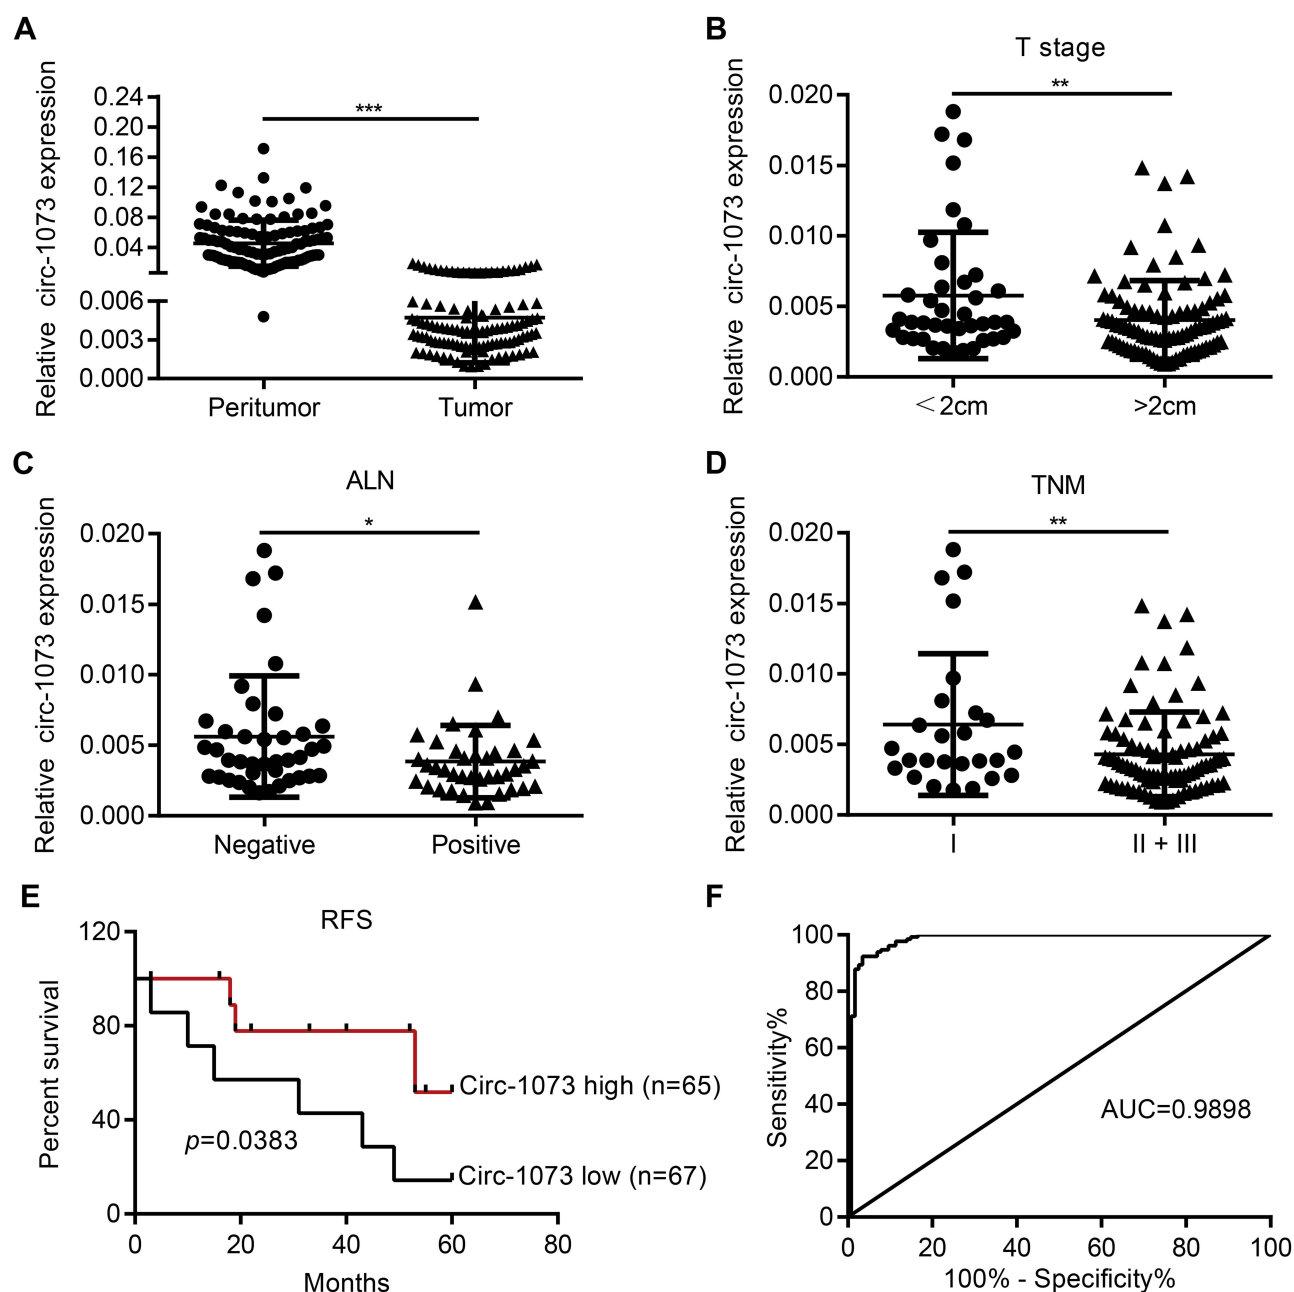 A
Relative circ-1073 expression
0.24
0.20
0.16
0.12
0.08
0.04
0.006
0.003
0.000
***
Peritumor
Tumor
B
T stage
Relative circ-1073 expression
0.020
0.015
0.010
0.005
0.000
**
<2cm
>2cm
C
ALN
Relative circ-1073 expression
0.020
0.015
0.010
0.005
0.000
*
Negative
Positive
D
TNM
Relative circ-1073 expression
0.020
0.015
0.010
0.005
0.000
**
I
II + III
E
RFS
Percent survival
120
80
40
0
Circ-1073 high (n=65)
p=0.0383
Circ-1073 low (n=67)
0 20 40 60 80
Months
F
Sensitivity%
100
80
60
40
20
0
AUC=0.9898
0 20 40 60 80 100
100% - Specificity%